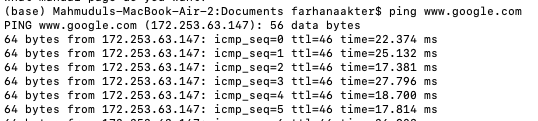 (base) Mahmuduls-MacBook-Air-2:Documents farhanaakter$ ping www.google.com
PING www.google.com (172.253.63.147): 56 data bytes
64 bytes from 172.253.63.147: icmp_seq=0 ttl=46 time=22.374 ms
64 bytes from 172.253.63.147: icmp_seq=1 ttl=46 time=25.132 ms
64 bytes from 172.253.63.147: icmp_seq=2 ttl=46 time=17.381 ms
64 bytes from 172.253.63.147: icmp_seq=3 ttl=46 time=27.796 ms
64 bytes from 172.253.63.147: icmp_seq=4 ttl=46 time=18.700 ms
64 bytes from 172.253.63.147: icmp_seq=5 ttl=46 time=17.814 ms